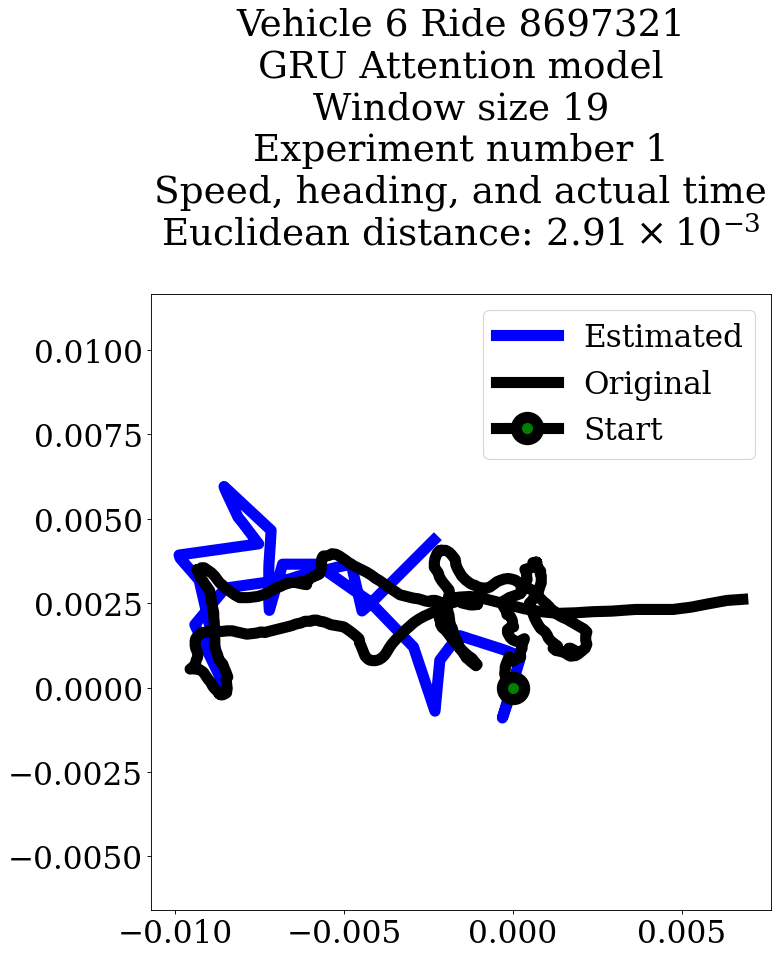 Vehicle 6 Ride 8697321
GRU Attention model
Window size 19
Experiment number 1
Speed, heading, and actual time
Euclidean distance: 2.91 × 10⁻³
Estimated
Original
Start
0.0100
0.0075
0.0050
0.0025
0.0000
−0.0025
−0.0050
−0.010 −0.005 0.000 0.005